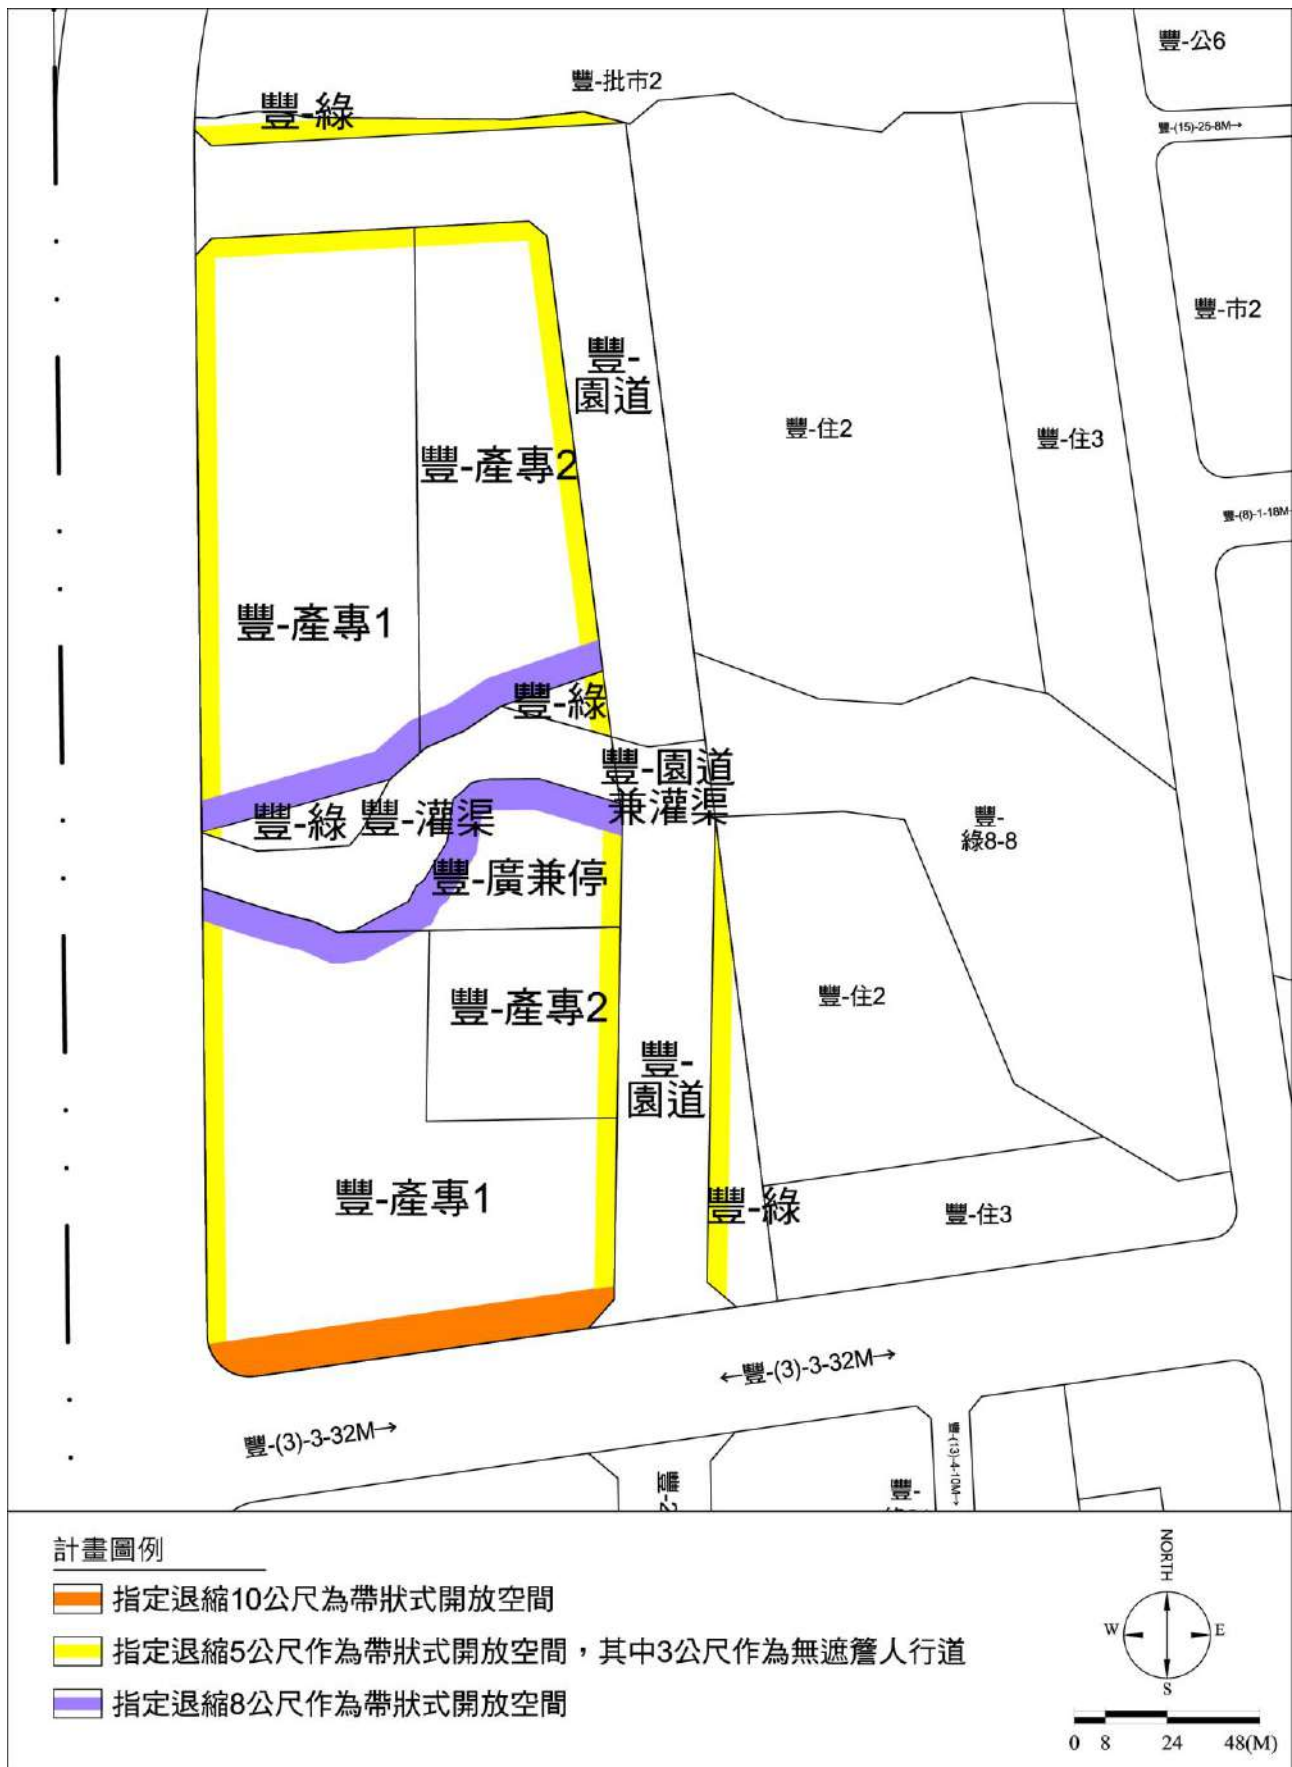 豐-公6
豐-批市2
豐-綠
豐-(15)-25-8M→
豐-市2
豐-
園道
豐-住2
豐-住3
豐-產專2
豐-(8)-1-18M
豐-產專1
豐-綠
豐-園道
兼灌渠
豐-綠
豐-灌渠
豐-
綠8-8
豐-廣兼停
豐-產專2
豐-住2
豐-
園道
豐-產專1
豐-綠
豐-住3
←豐-(3)-3-32M→
豐-(3)-3-32M→
豐-(13)-4-10M→
豐-2
豐-
計畫圖例
指定退縮10公尺為帶狀式開放空間
指定退縮5公尺作為帶狀式開放空間，其中3公尺作為無遮簷人行道
指定退縮8公尺作為帶狀式開放空間
NORTH
W
E
S
0 8 24 48(M)